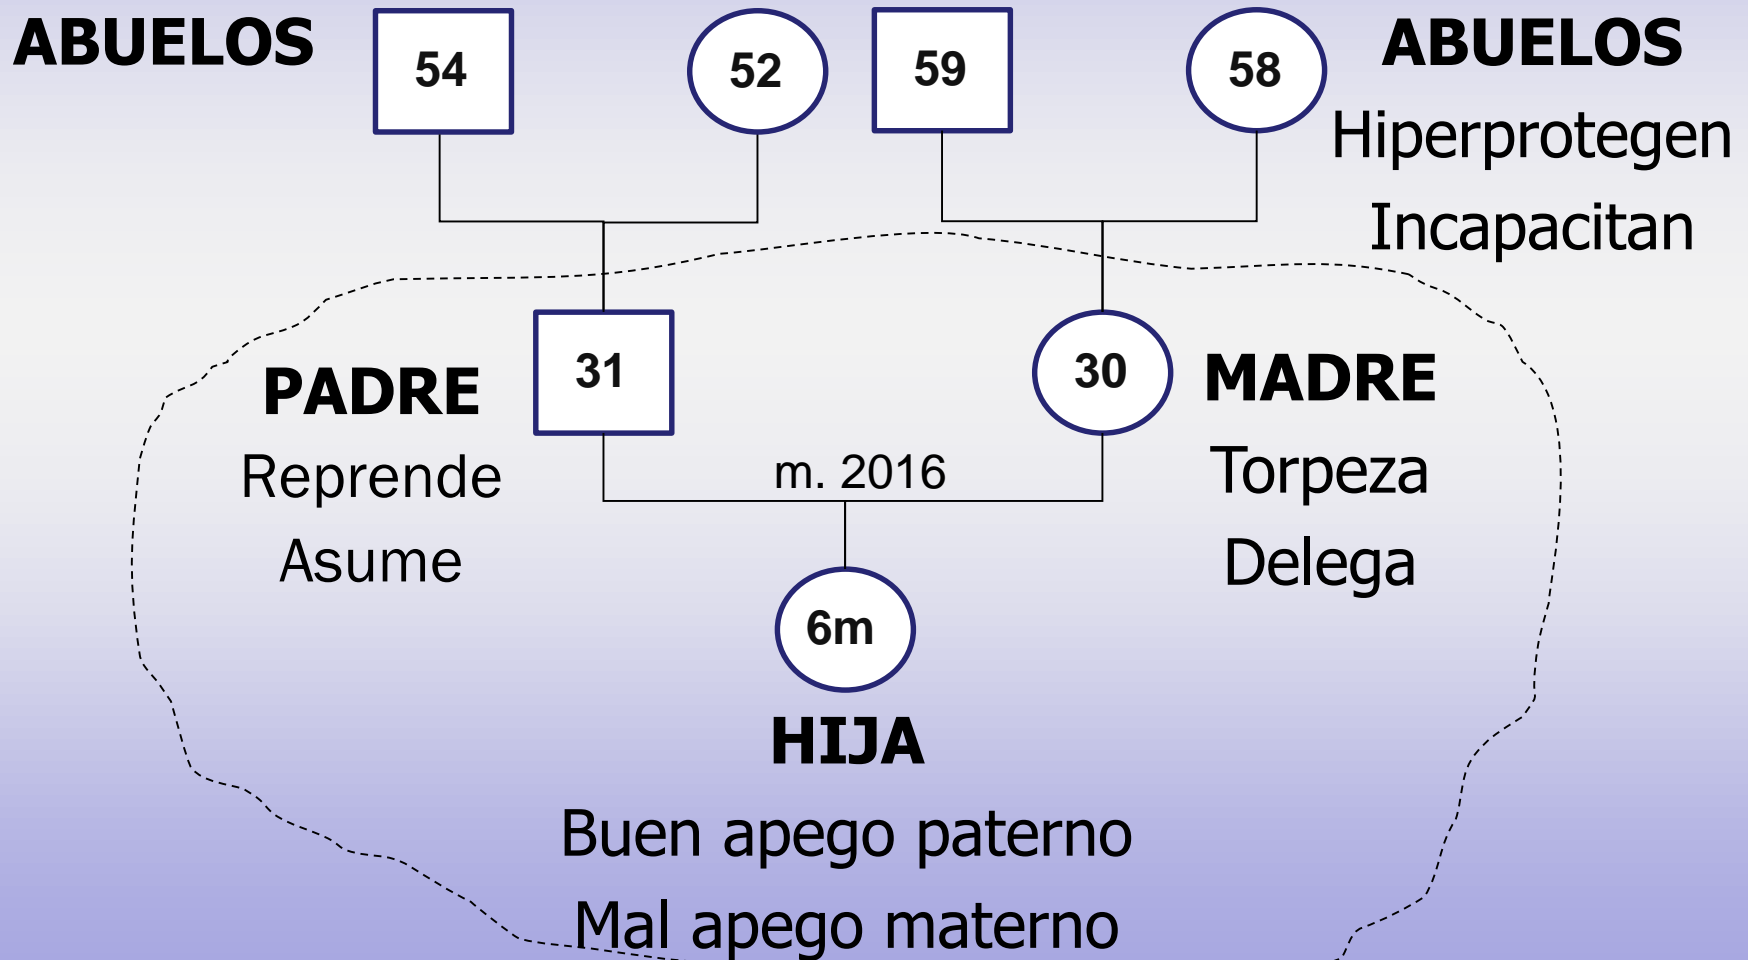 ABUELOS
54
52
59
58
ABUELOS
Hiperprotegen
Incapacitan
PADRE
Reprende
Asume
31
30
MADRE
Torpeza
Delega
m. 2016
6m
HIJA
Buen apego paterno
Mal apego materno